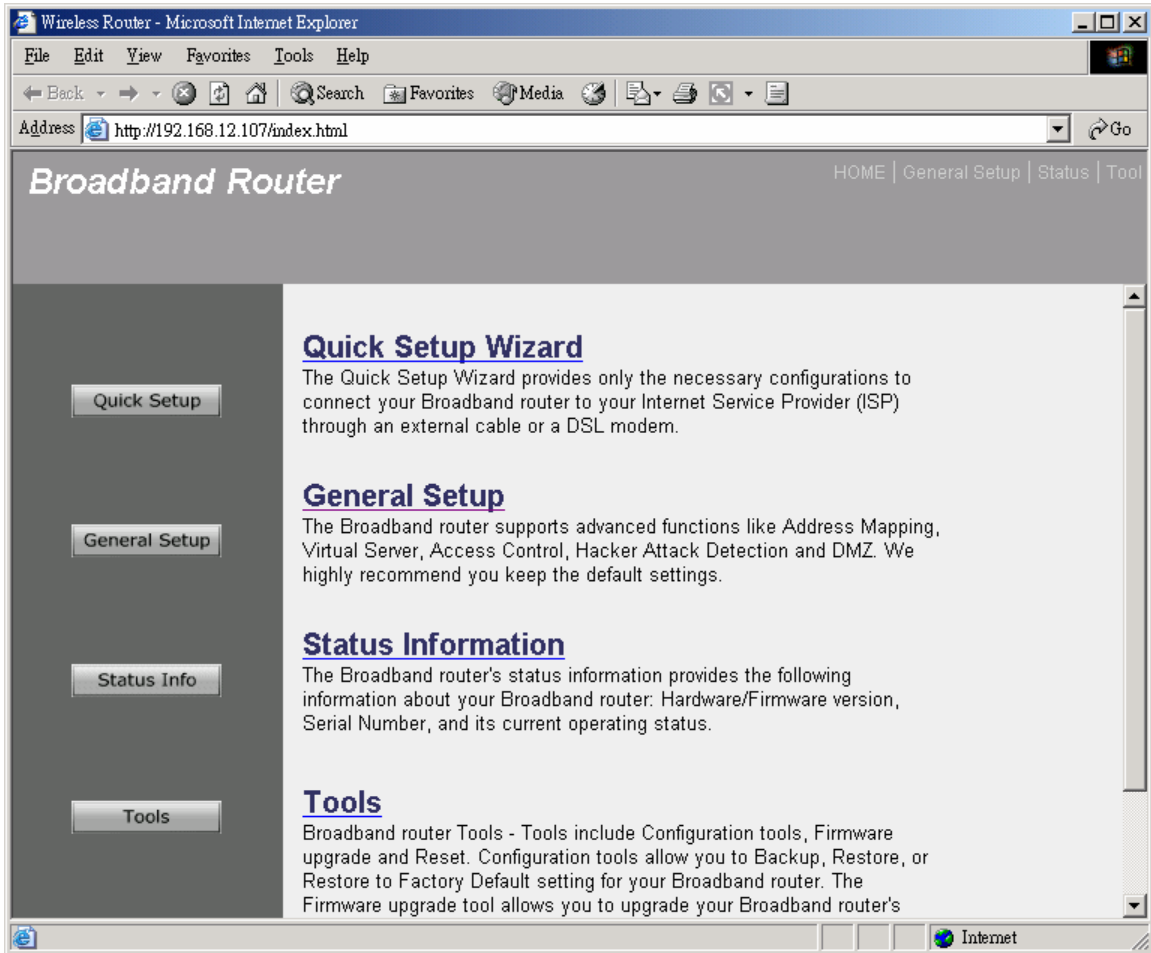 Wireless Router - Microsoft Internet Explorer
File Edit View Favorites Tools Help
Back Search Favorites Media
Address http://192.168.12.107/index.html Go
Broadband Router
HOME | General Setup | Status | Tool
Quick Setup
Quick Setup Wizard
The Quick Setup Wizard provides only the necessary configurations to
connect your Broadband router to your Internet Service Provider (ISP)
through an external cable or a DSL modem.
General Setup
General Setup
The Broadband router supports advanced functions like Address Mapping,
Virtual Server, Access Control, Hacker Attack Detection and DMZ. We
highly recommend you keep the default settings.
Status Info
Status Information
The Broadband router's status information provides the following
information about your Broadband router: Hardware/Firmware version,
Serial Number, and its current operating status.
Tools
Tools
Broadband router Tools - Tools include Configuration tools, Firmware
upgrade and Reset. Configuration tools allow you to Backup, Restore, or
Restore to Factory Default setting for your Broadband router. The
Firmware upgrade tool allows you to upgrade your Broadband router's
Internet